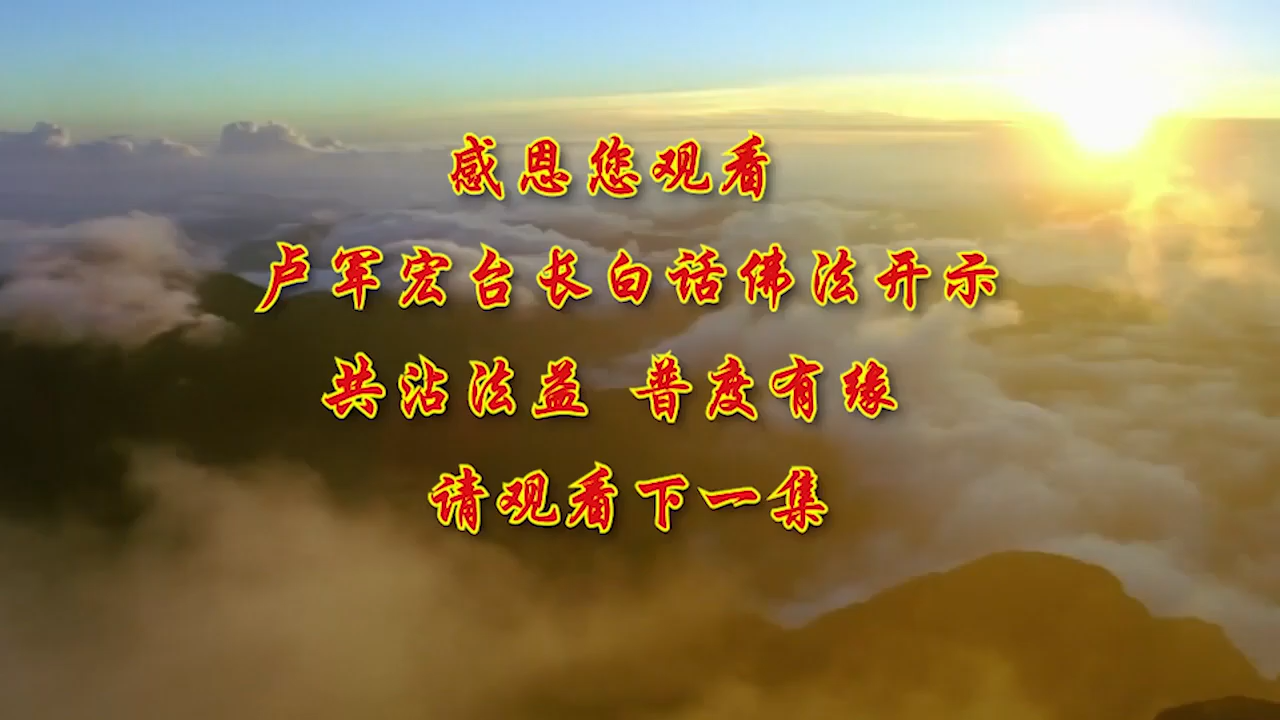 感恩您观看
卢军宏台长白话佛法开示
共沾法益 普度有缘
请观看下一集